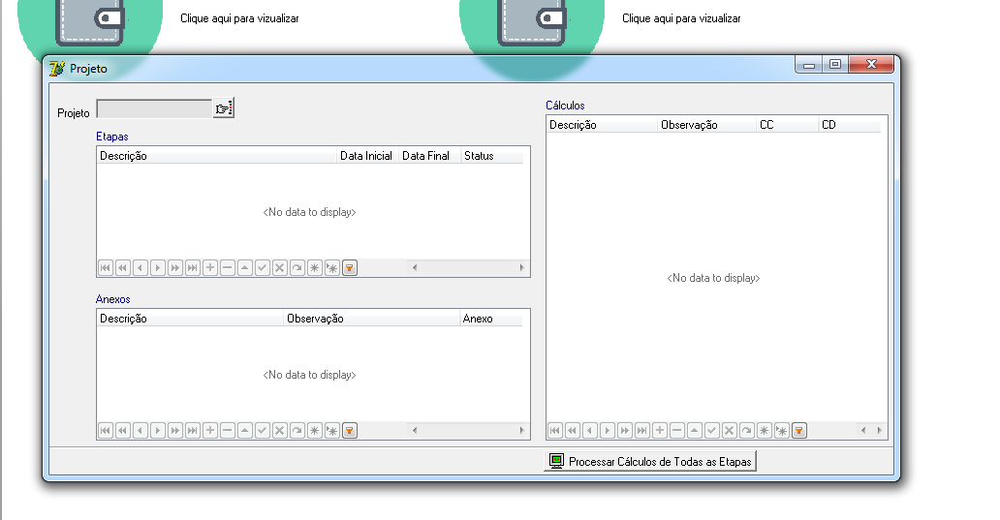 Clique aqui para vizualizar
Clique aqui para vizualizar
Projeto
Projeto
Etapas
Descrição Data Inicial Data Final Status
<No data to display>
Anexos
Descrição Observação Anexo
<No data to display>
Cálculos
Descrição Observação CC CD
<No data to display>
Processar Cálculos de Todas as Etapas